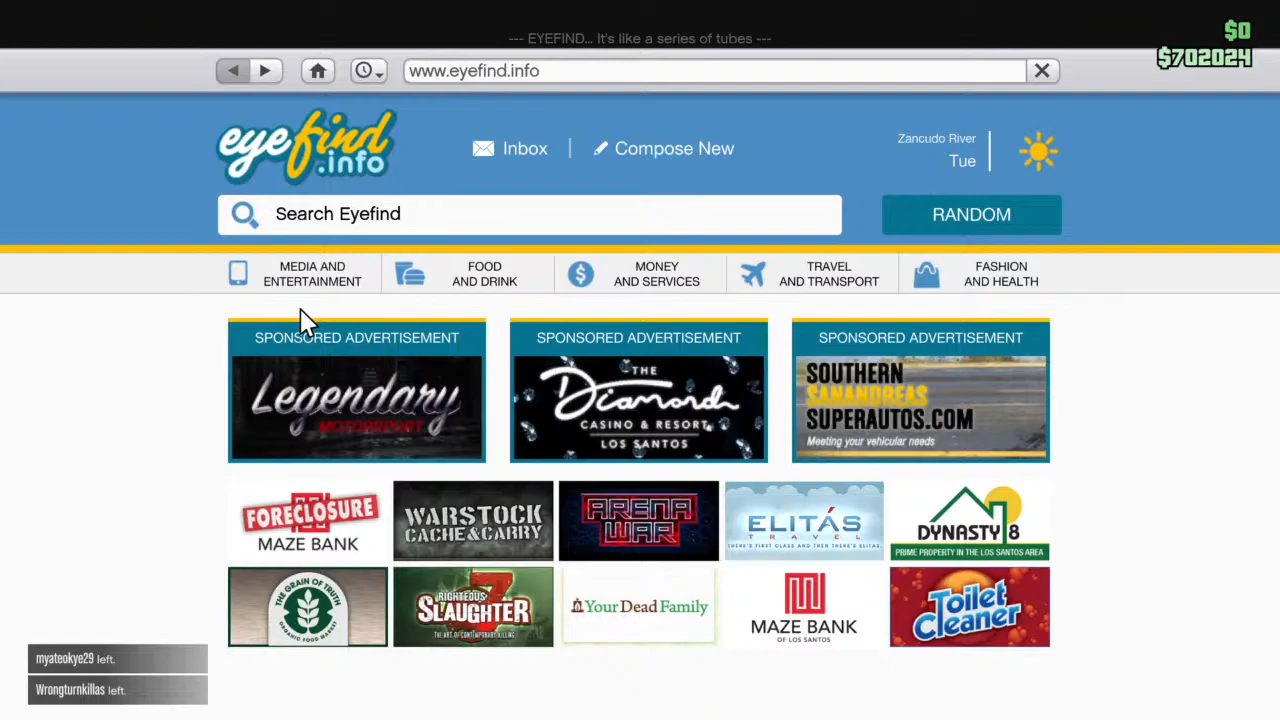 --- EYEFIND... It's like a series of tubes ---
$0
$702024
www.eyefind.info
eyefind
.info
Inbox
Compose New
Zancudo River
Tue
Search Eyefind
RANDOM
MEDIA AND
ENTERTAINMENT
FOOD
AND DRINK
MONEY
AND SERVICES
TRAVEL
AND TRANSPORT
FASHION
AND HEALTH
SPONSORED ADVERTISEMENT
Legendary
MOTORSPORT
SPONSORED ADVERTISEMENT
THE
Diamond
CASINO & RESORT
LOS SANTOS
SPONSORED ADVERTISEMENT
SOUTHERN
SANANDREAS
SUPERAUTOS.COM
Meeting your vehicular needs
FORECLOSURE
MAZE BANK
WARSTOCK
CACHE & CARRY
ARENA
WAR
ELITÁS
TRAVEL
THERE'S FIRST CLASS AND THEN THERE'S ELITAS
DYNASTY 8
PRIME PROPERTY IN THE LOS SANTOS AREA
THE GRAIN OF TRUTH
ORGANIC FOOD MARKET
RIGHTEOUS
SLAUGHTER
7
THE ART OF CONTEMPORARY KILLING
Your Dead Family
MAZE BANK
OF LOS SANTOS
Toilet
Cleaner
myateokye29 left.
Wrongturnkillas left.